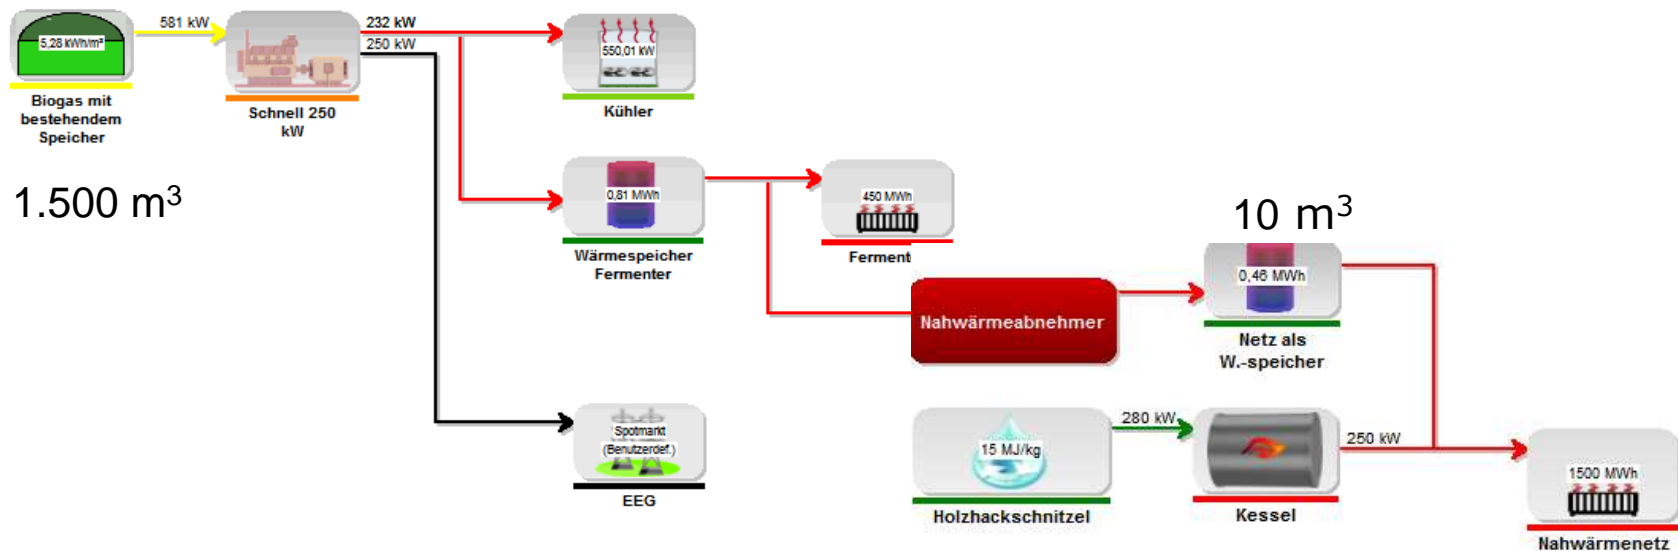 581 kW
5,28 kWh/m³
Biogas mit
bestehendem
Speicher
1.500 m³
232 kW
250 kW
Schnell 250
kW
550,01 kW
Kühler
0,81 MWh
Wärmespeicher
Fermenter
450 MWh
Ferment
Nahwärmeabnehmer
10 m³
0,46 MWh
Netz als
W.-speicher
Spotmarkt
(Benutzerdef.)
EEG
15 MJ/kg
Holzhackschnitzel
280 kW
Kessel
250 kW
1500 MWh
Nahwärmenetz